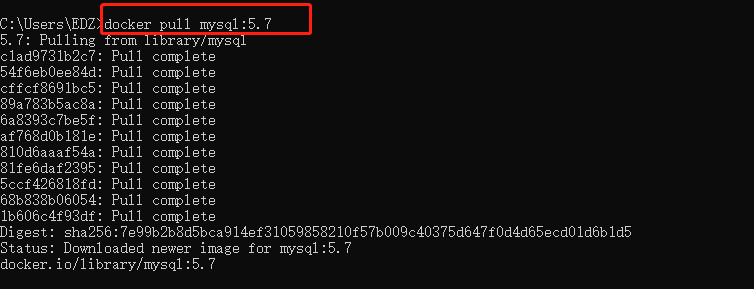 C:\Users\EDZ>docker pull mysql:5.7
5.7: Pulling from library/mysql
c1ad9731b2c7: Pull complete
54f6eb0ee84d: Pull complete
cffcf8691bc5: Pull complete
89a783b5ac8a: Pull complete
6a8393c7be5f: Pull complete
af768d0b181e: Pull complete
810d6aaaf54a: Pull complete
81fe6daf2395: Pull complete
5ccf426818fd: Pull complete
68b838b06054: Pull complete
1b606c4f93df: Pull complete
Digest: sha256:7e99b2b8d5bca914ef31059858210f57b009c40375d647f0d4d65ecd01d6b1d5
Status: Downloaded newer image for mysql:5.7
docker.io/library/mysql:5.7